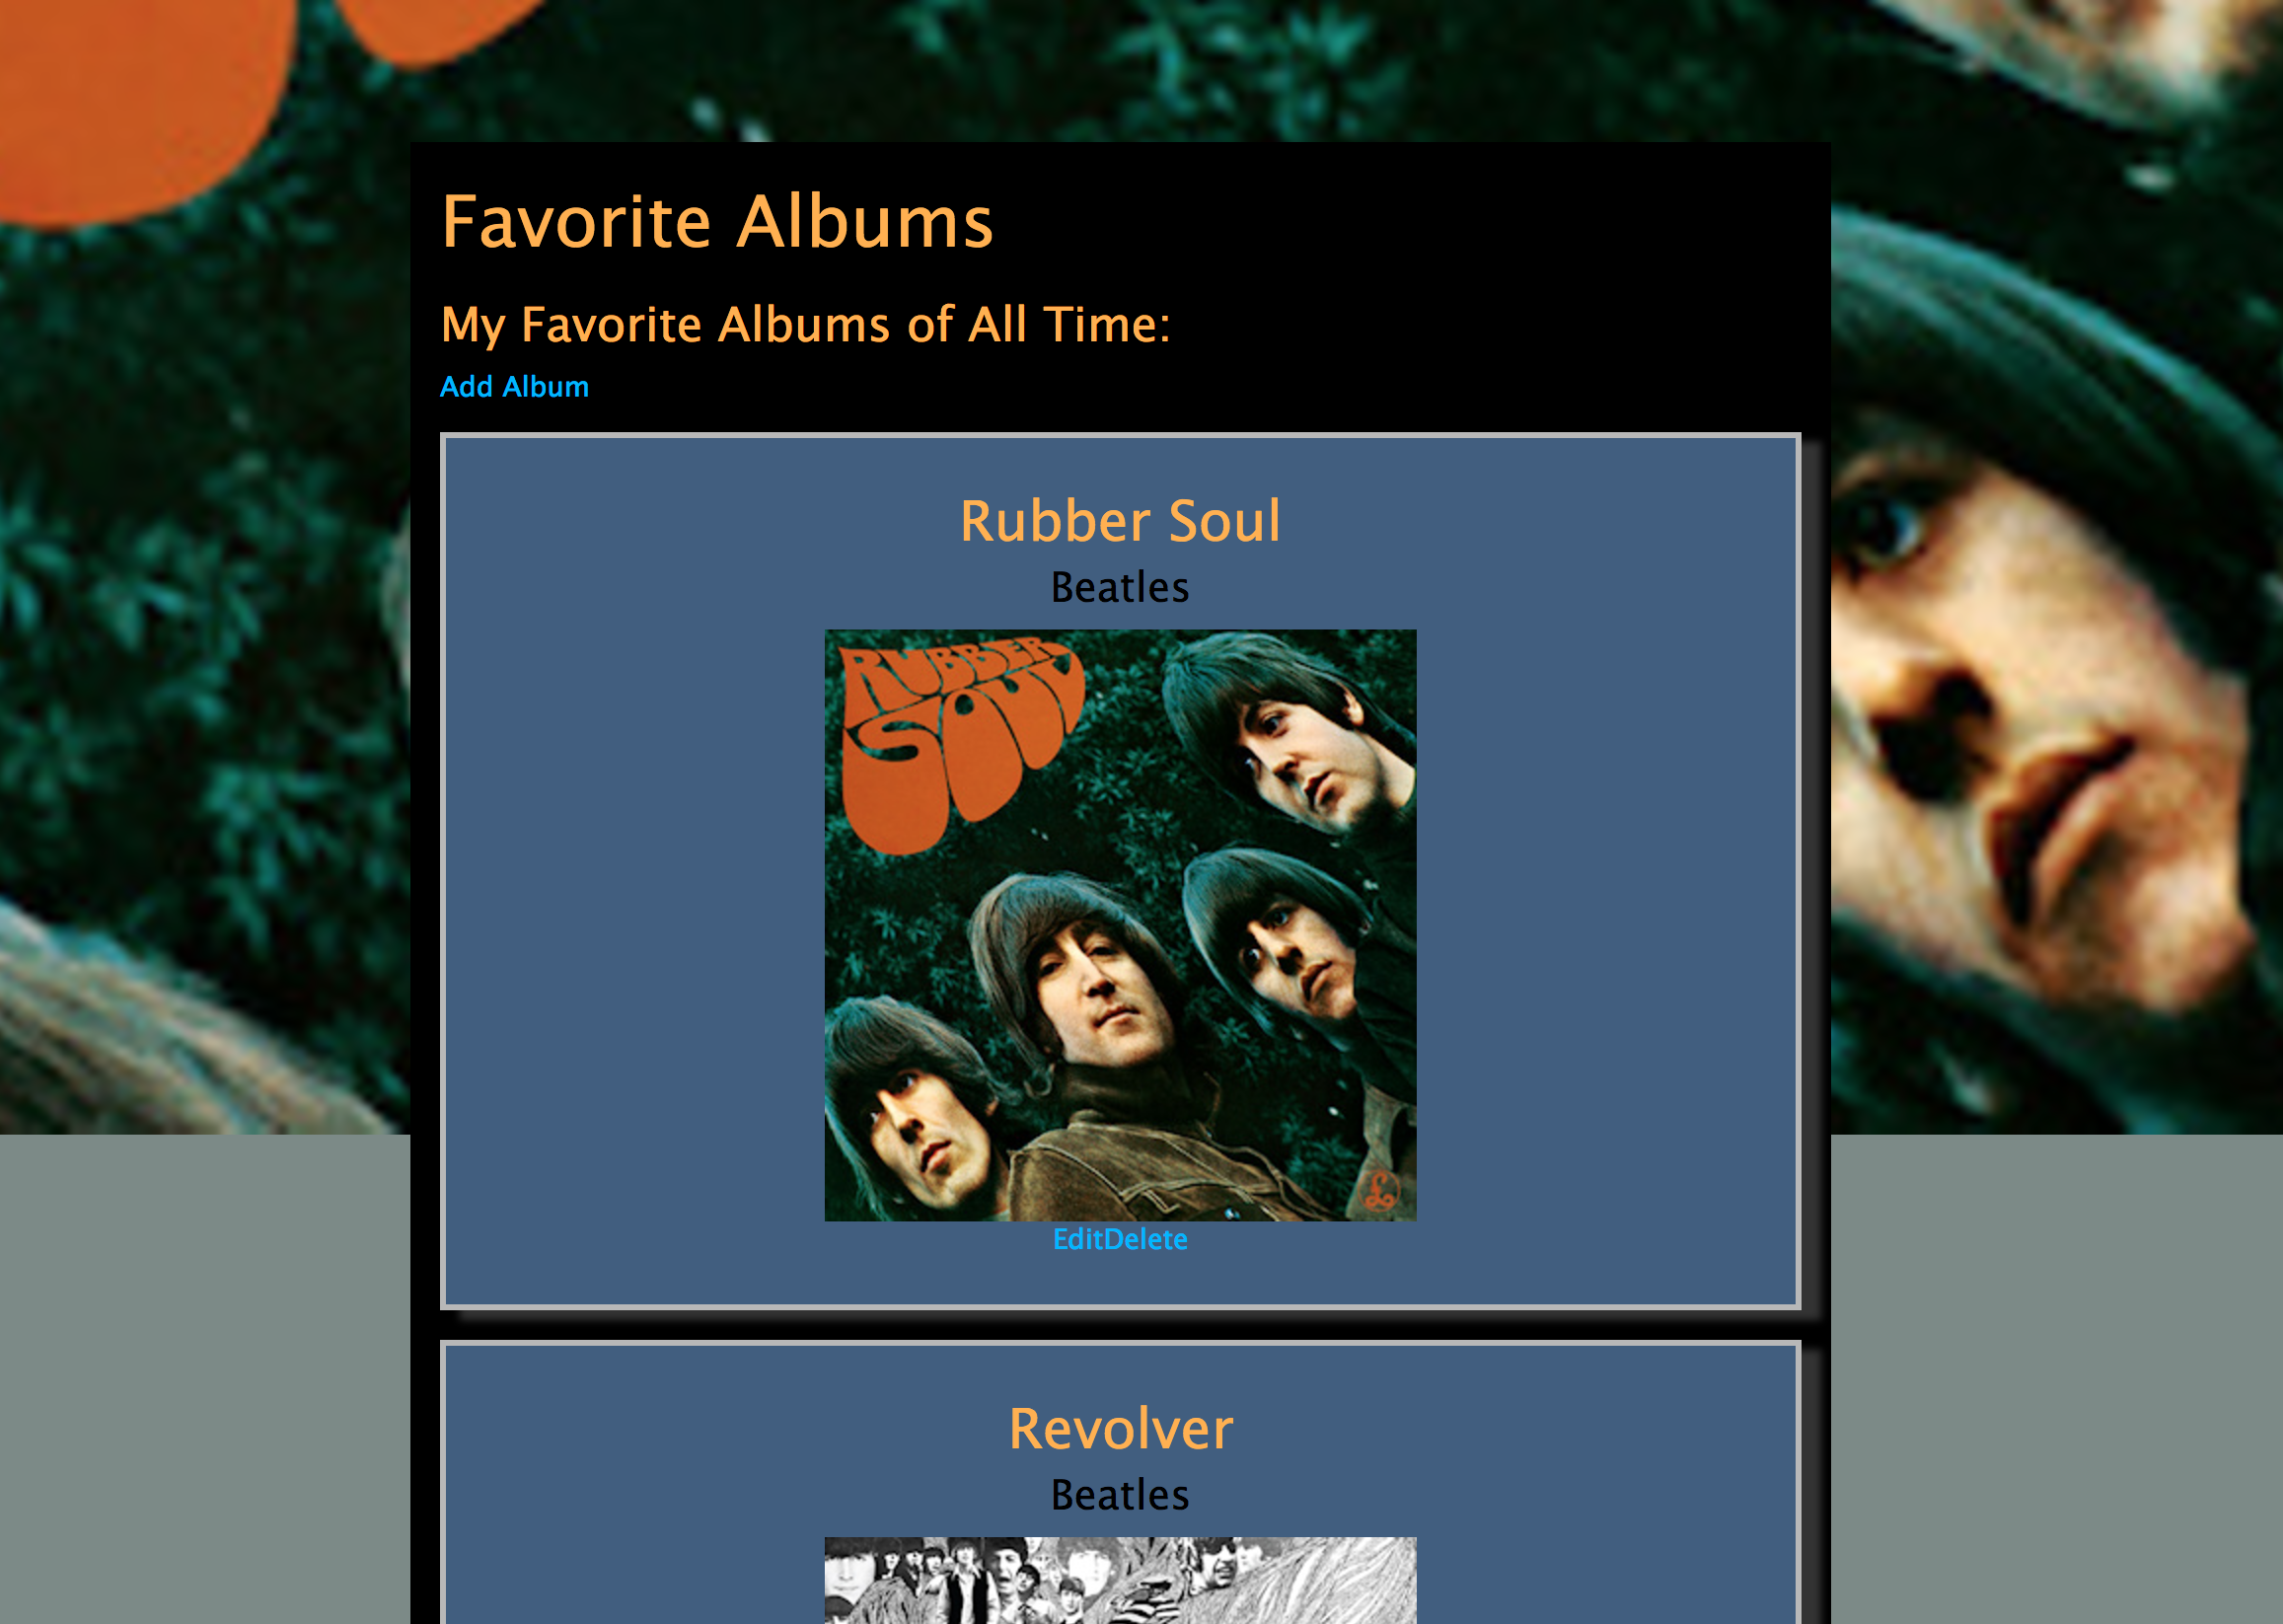 Favorite Albums
My Favorite Albums of All Time:
Add Album
Rubber Soul
Beatles
RUBBER
SOUL
EditDelete
Revolver
Beatles